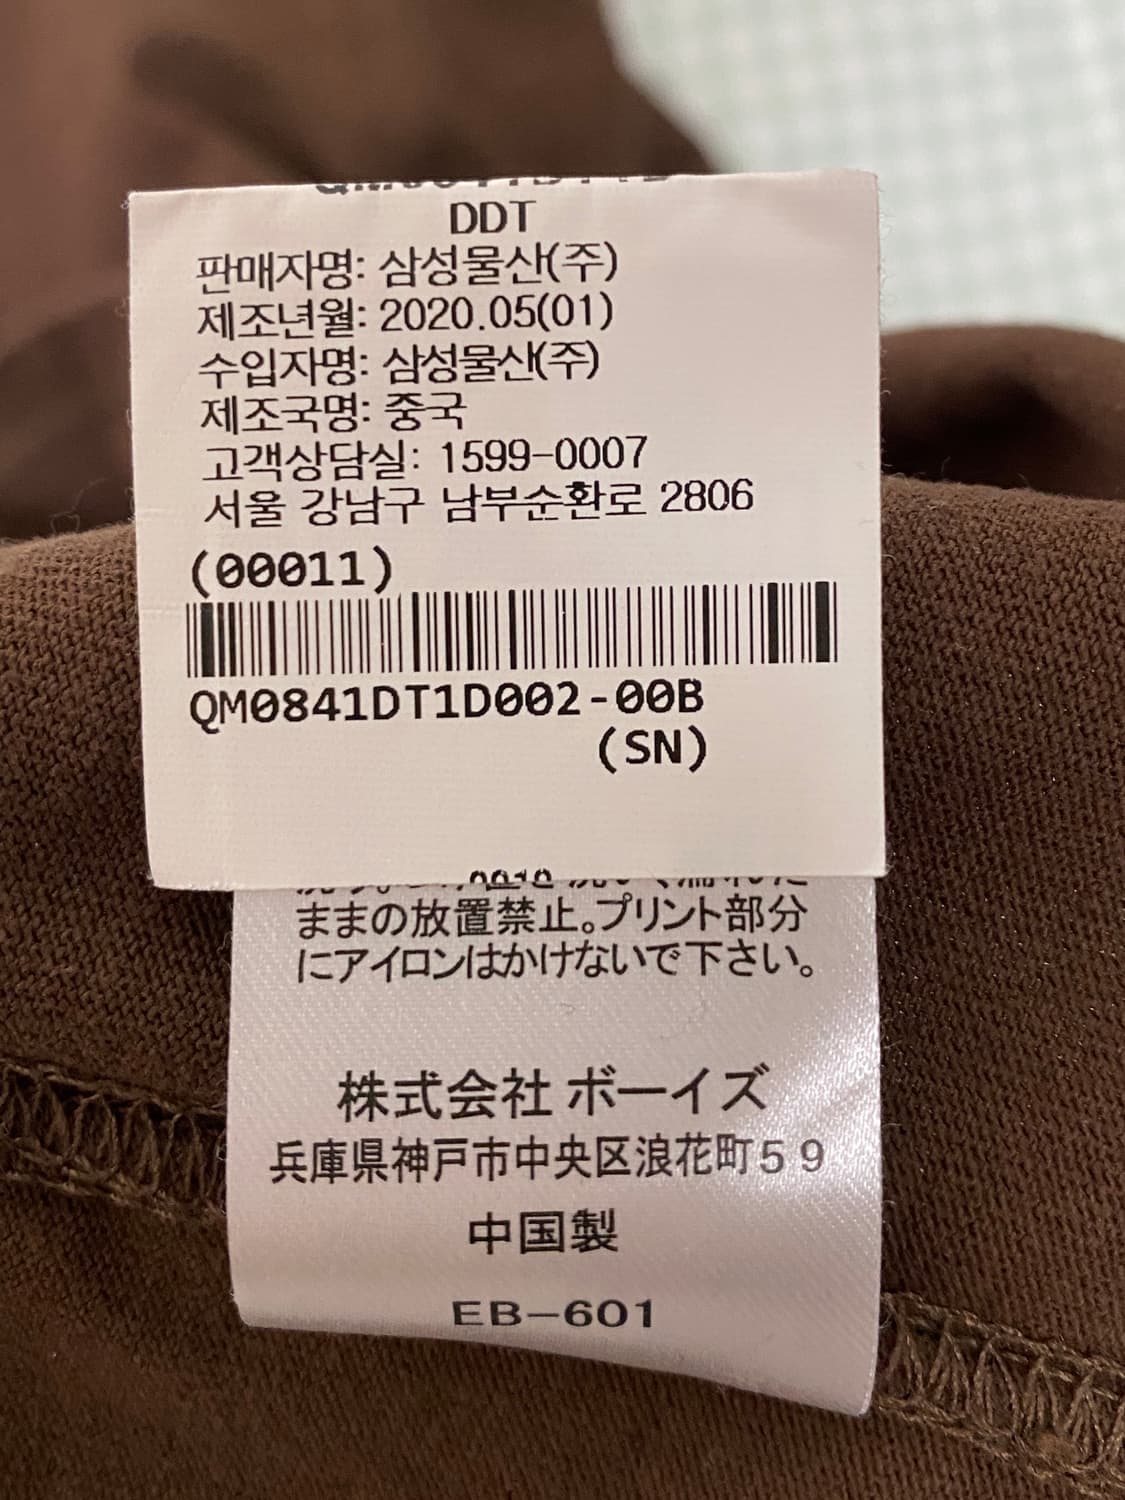 DDT
판매자명: 삼성물산(주)
제조년월: 2020.05(01)
수입자명: 삼성물산(주)
제조국명: 중국
고객상담실: 1599-0007
서울 강남구 남부순환로 2806
(00011)
QM0841DT1D002-00B
(SN)
ままの放置禁止。プリント部分
にアイロンはかけないで下さい。
株式会社 ボーイズ
兵庫県神戸市中央区浪花町59
中国製
EB-601